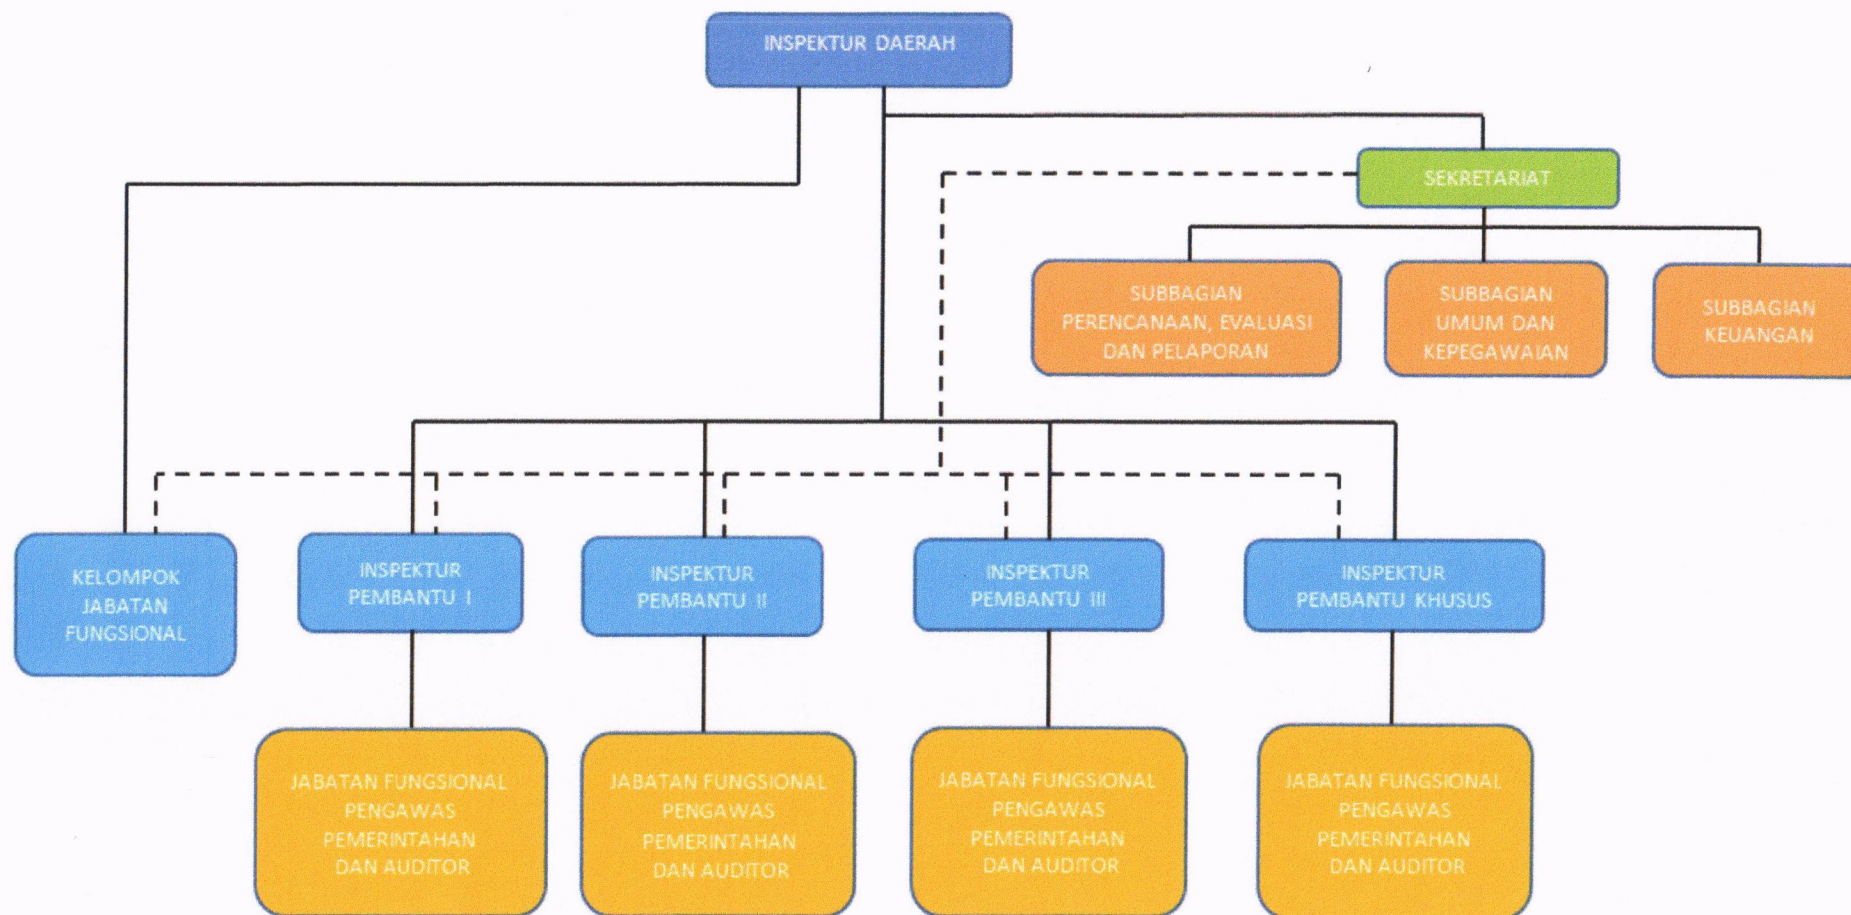 INSPEKTUR DAERAH
SEKRETARIAT
SUBBAGIAN
PERENCANAAN, EVALUASI
DAN PELAPORAN
SUBBAGIAN
UMUM DAN
KEPEGAWAIAN
SUBBAGIAN
KEUANGAN
KELOMPOK
JABATAN
FUNGSIONAL
INSPEKTUR
PEMBANTU I
INSPEKTUR
PEMBANTU II
INSPEKTUR
PEMBANTU III
INSPEKTUR
PEMBANTU KHUSUS
JABATAN FUNGSIONAL
PENGAWAS
PEMERINTAHAN
DAN AUDITOR
JABATAN FUNGSIONAL
PENGAWAS
PEMERINTAHAN
DAN AUDITOR
JABATAN FUNGSIONAL
PENGAWAS
PEMERINTAHAN
DAN AUDITOR
JABATAN FUNGSIONAL
PENGAWAS
PEMERINTAHAN
DAN AUDITOR